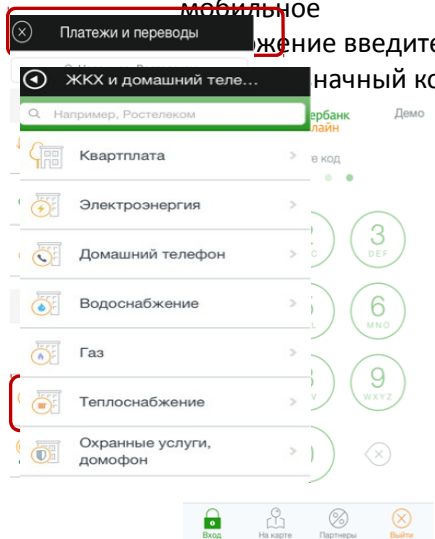 мобильное
Платежи и переводы
жение введите
ЖКХ и домашний теле...
начный ко
Например, Ростелеком
ербанк
лайн
Демо
Квартплата
е код
Электроэнергия
3
DEF
Домашний телефон
Водоснабжение
6
MNO
Газ
9
WXYZ
Теплоснабжение
Охранные услуги,
домофон
Вход
На карте
Партнеры
Выйти